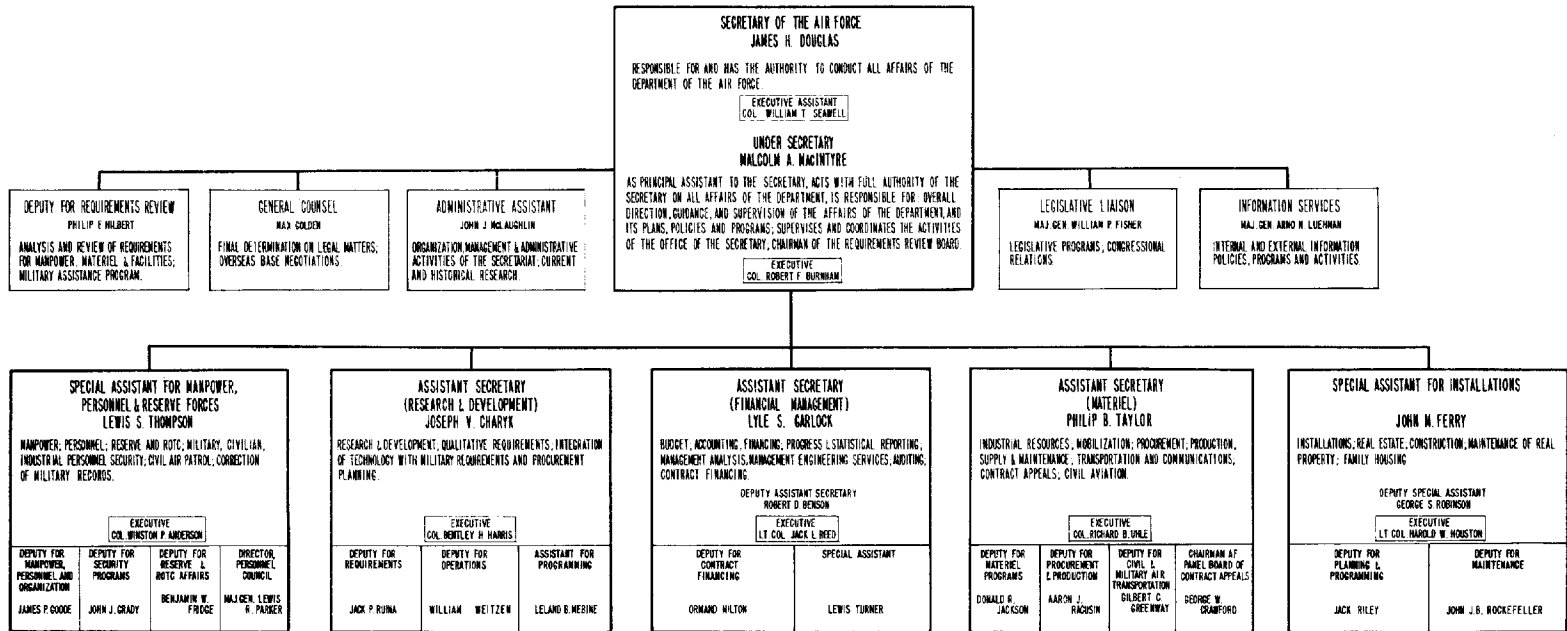 SECRETARY OF THE AIR FORCE
JAMES H. DOUGLAS
RESPONSIBLE FOR AND HAS THE AUTHORITY TO CONDUCT ALL AFFAIRS OF THE
DEPARTMENT OF THE AIR FORCE.
EXECUTIVE ASSISTANT
COL. WILLIAM T. SEAWELL
UNDER SECRETARY
MALCOLM A. MACINTYRE
AS PRINCIPAL ASSISTANT TO THE SECRETARY, ACTS WITH FULL AUTHORITY OF THE
SECRETARY ON ALL AFFAIRS OF THE DEPARTMENT, IS RESPONSIBLE FOR: OVERALL
DIRECTION, GUIDANCE, AND SUPERVISION OF THE AFFAIRS OF THE DEPARTMENT, AND
ITS PLANS, POLICIES AND PROGRAMS; SUPERVISES AND COORDINATES THE ACTIVITIES
OF THE OFFICE OF THE SECRETARY, CHAIRMAN OF THE REQUIREMENTS REVIEW BOARD.
EXECUTIVE
COL. ROBERT F. BURNHAM
DEPUTY FOR REQUIREMENTS REVIEW
PHILIP F. HILBERT
ANALYSIS AND REVIEW OF REQUIREMENTS
FOR MANPOWER, MATERIEL & FACILITIES;
MILITARY ASSISTANCE PROGRAM.
GENERAL COUNSEL
MAX GOLDEN
FINAL DETERMINATION ON LEGAL MATTERS;
OVERSEAS BASE NEGOTIATIONS.
ADMINISTRATIVE ASSISTANT
JOHN J. McLAUGHLIN
ORGANIZATION MANAGEMENT & ADMINISTRATIVE
ACTIVITIES OF THE SECRETARIAT; CURRENT
AND HISTORICAL RESEARCH.
LEGISLATIVE LIAISON
MAJ. GEN. WILLIAM P. FISHER
LEGISLATIVE PROGRAMS, CONGRESSIONAL
RELATIONS.
INFORMATION SERVICES
MAJ. GEN. ARNO H. LUEHMAN
INTERNAL AND EXTERNAL INFORMATION
POLICIES, PROGRAMS AND ACTIVITIES.
SPECIAL ASSISTANT FOR MANPOWER,
PERSONNEL & RESERVE FORCES
LEWIS S. THOMPSON
MANPOWER; PERSONNEL; RESERVE AND ROTC; MILITARY, CIVILIAN,
INDUSTRIAL PERSONNEL SECURITY; CIVIL AIR PATROL; CORRECTION
OF MILITARY RECORDS.
EXECUTIVE
COL. WINSTON P. ANDERSON
DEPUTY FOR
MANPOWER,
PERSONNEL AND
ORGANIZATION
JAMES P. GOODE
DEPUTY FOR
SECURITY
PROGRAMS
JOHN J. GRADY
DEPUTY FOR
RESERVE &
ROTC AFFAIRS
BENJAMIN W.
FRIDGE
DIRECTOR,
PERSONNEL
COUNCIL
MAJ. GEN. LEWIS
R. PARKER
ASSISTANT SECRETARY
(RESEARCH & DEVELOPMENT)
JOSEPH V. CHARYK
RESEARCH & DEVELOPMENT; QUALITATIVE REQUIREMENTS; INTEGRATION
OF TECHNOLOGY WITH MILITARY REQUIREMENTS AND PROCUREMENT
PLANNING.
EXECUTIVE
COL. BENTLEY H. HARRIS
DEPUTY FOR
REQUIREMENTS
JACK P. RUINA
DEPUTY FOR
OPERATIONS
WILLIAM WEITZEN
ASSISTANT FOR
PROGRAMMING
LELAND B. MEBINE
ASSISTANT SECRETARY
(FINANCIAL MANAGEMENT)
LYLE S. GARLOCK
BUDGET; ACCOUNTING, FINANCING; PROGRESS & STATISTICAL REPORTING;
MANAGEMENT ANALYSIS, MANAGEMENT ENGINEERING SERVICES, AUDITING;
CONTRACT FINANCING.
DEPUTY ASSISTANT SECRETARY
ROBERT D. BENSON
EXECUTIVE
LT. COL. JACK L. REED
DEPUTY FOR
CONTRACT
FINANCING
ORMAND MILTON
SPECIAL ASSISTANT
LEWIS TURNER
ASSISTANT SECRETARY
(MATERIEL)
PHILIP B. TAYLOR
INDUSTRIAL RESOURCES, MOBILIZATION; PROCUREMENT; PRODUCTION,
SUPPLY & MAINTENANCE; TRANSPORTATION AND COMMUNICATIONS;
CONTRACT APPEALS; CIVIL AVIATION.
EXECUTIVE
COL. RICHARD B. UHLE
DEPUTY FOR
MATERIEL
PROGRAMS
DONALD R.
JACKSON
DEPUTY FOR
PROCUREMENT
& PRODUCTION
AARON J.
RACUSIN
DEPUTY FOR
CIVIL &
MILITARY AIR
TRANSPORTATION
GILBERT C.
GREENWAY
CHAIRMAN AF
PANEL BOARD OF
CONTRACT APPEALS
GEORGE W.
CRAWFORD
SPECIAL ASSISTANT FOR INSTALLATIONS
JOHN M. FERRY
INSTALLATIONS; REAL ESTATE, CONSTRUCTION, MAINTENANCE OF REAL
PROPERTY; FAMILY HOUSING
DEPUTY SPECIAL ASSISTANT
GEORGE S. ROBINSON
EXECUTIVE
LT. COL. HAROLD W. HOUSTON
DEPUTY FOR
PLANNING &
PROGRAMMING
JACK RILEY
DEPUTY FOR
MAINTENANCE
JOHN J.B. ROCKEFELLER